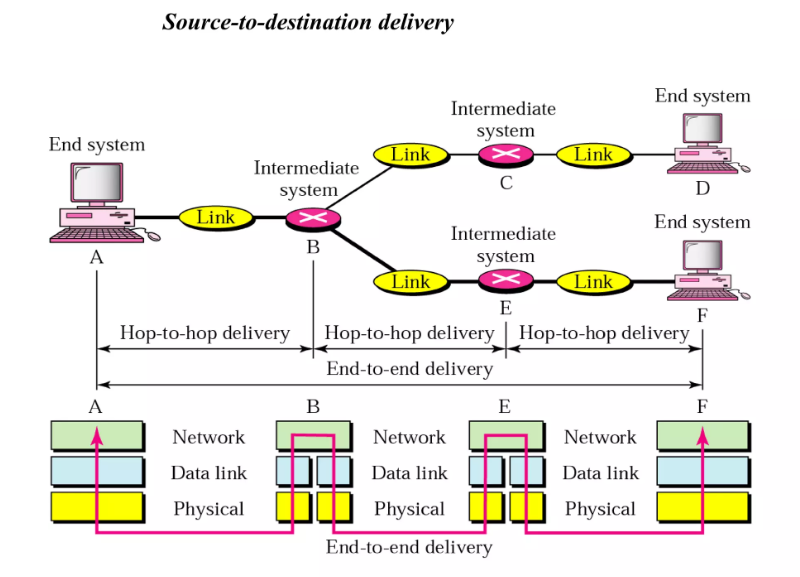 Source-to-destination delivery
End system
Intermediate
system
End system
Link
Link
C
D
Intermediate
system
Link
A
B
End system
Intermediate
system
Link
Link
E
F
Hop-to-hop delivery
Hop-to-hop delivery
Hop-to-hop delivery
End-to-end delivery
A
B
E
F
Network
Network
Network
Data link
Data link
Data link
Physical
Physical
Physical
End-to-end delivery